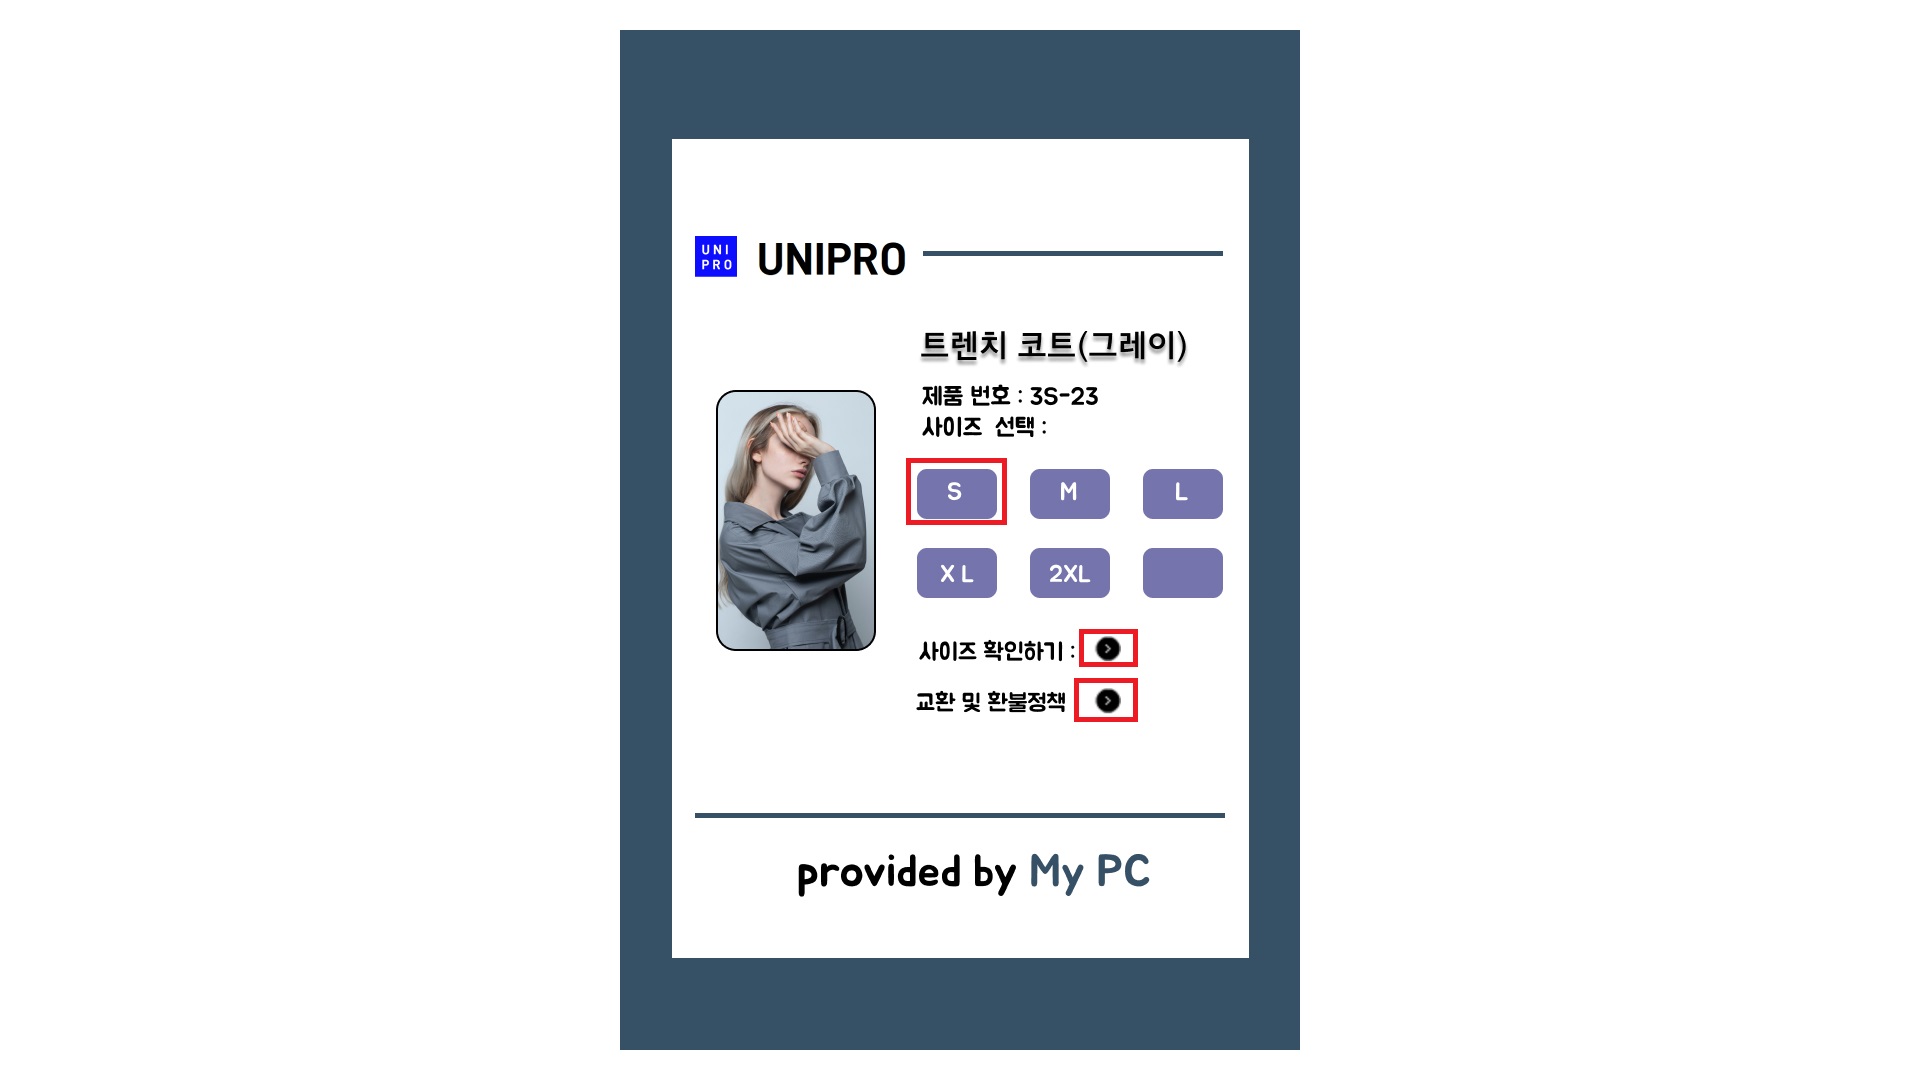 UNI
PRO
UNIPRO
트렌치 코트(그레이)
제품 번호 : 3S-23
사이즈 선택 :
S M L
X L 2XL
사이즈 확인하기 :
교환 및 환불정책
provided by My PC